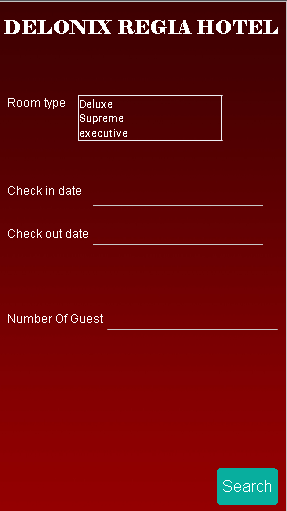 DELONIX REGIA HOTEL
Room type
Deluxe
Supreme
executive
Check in date
Check out date
Number Of Guest
Search